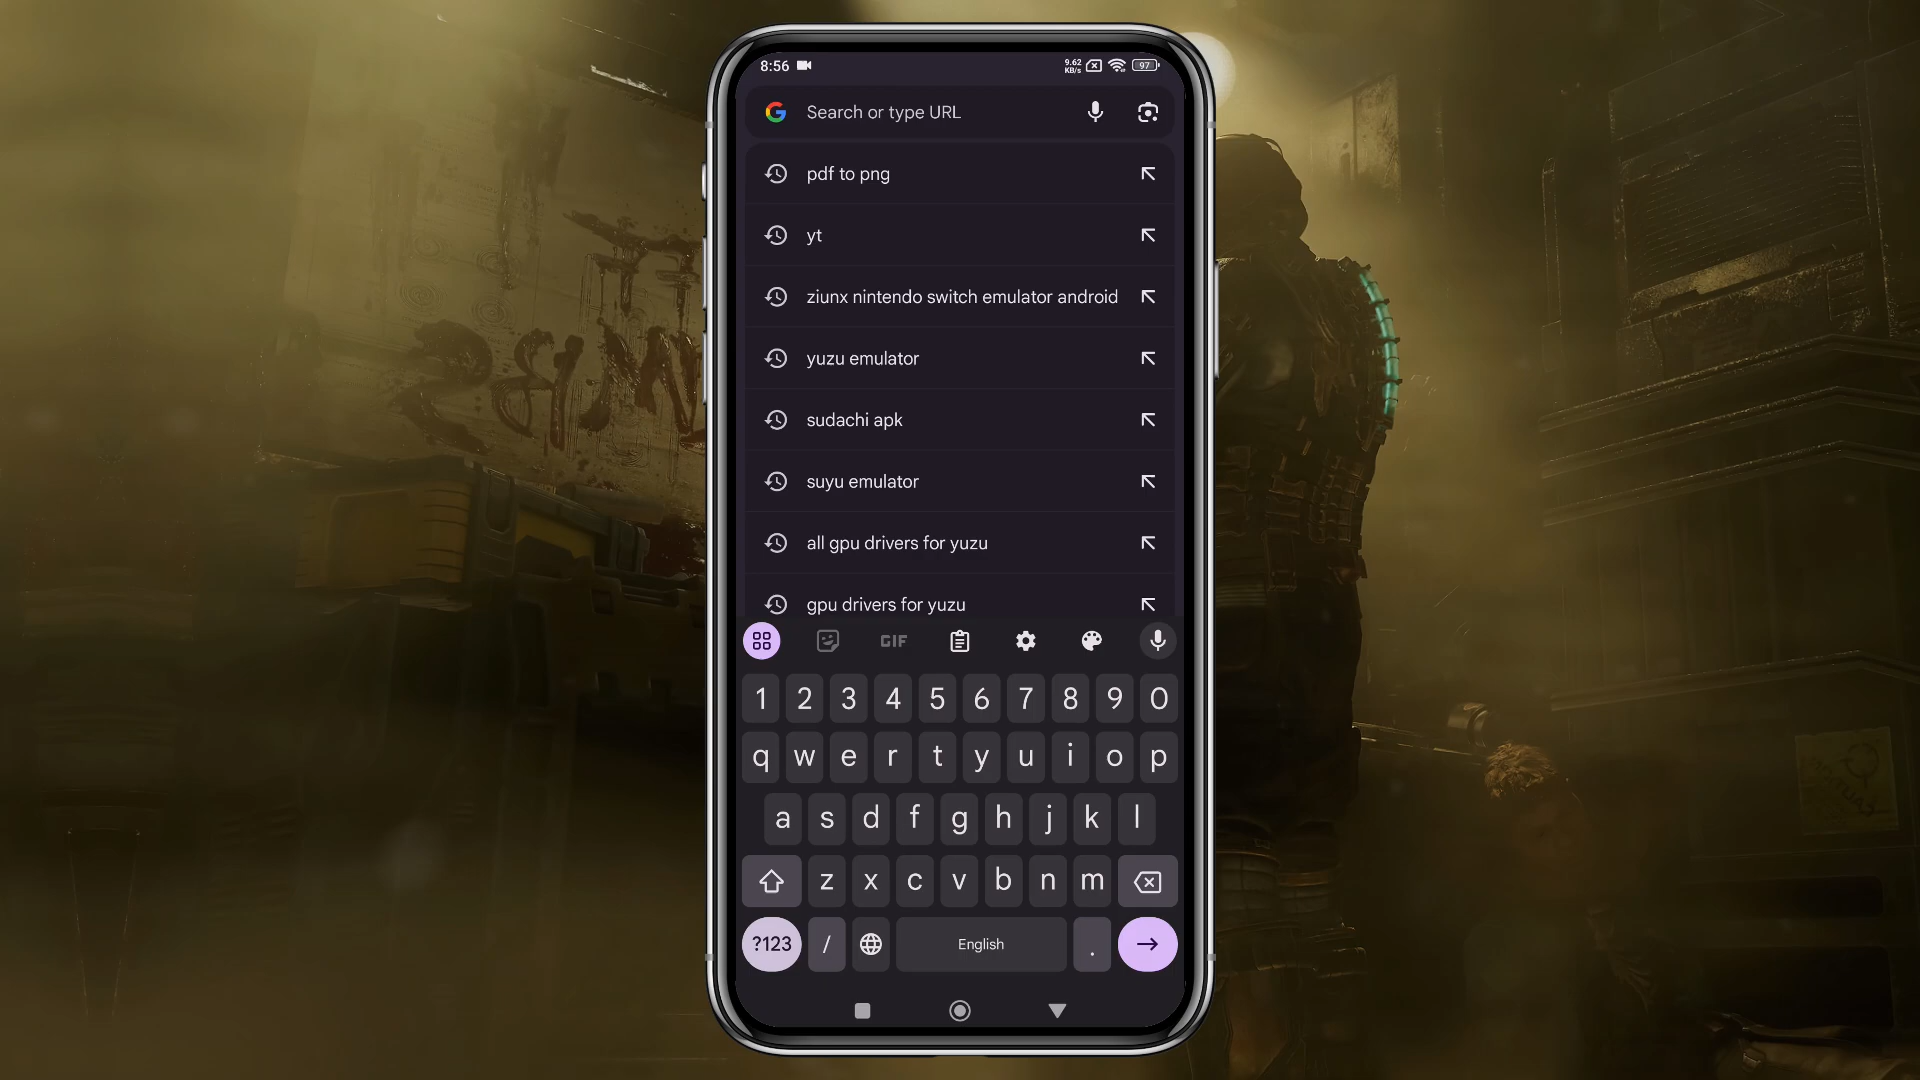 8:56
9.62
KB/s
97
Search or type URL
pdf to png
yt
ziunx nintendo switch emulator android
yuzu emulator
sudachi apk
suyu emulator
all gpu drivers for yuzu
gpu drivers for yuzu
GIF
1 2 3 4 5 6 7 8 9 0
q w e r t y u i o p
a s d f g h j k l
z x c v b n m
?123 / English .